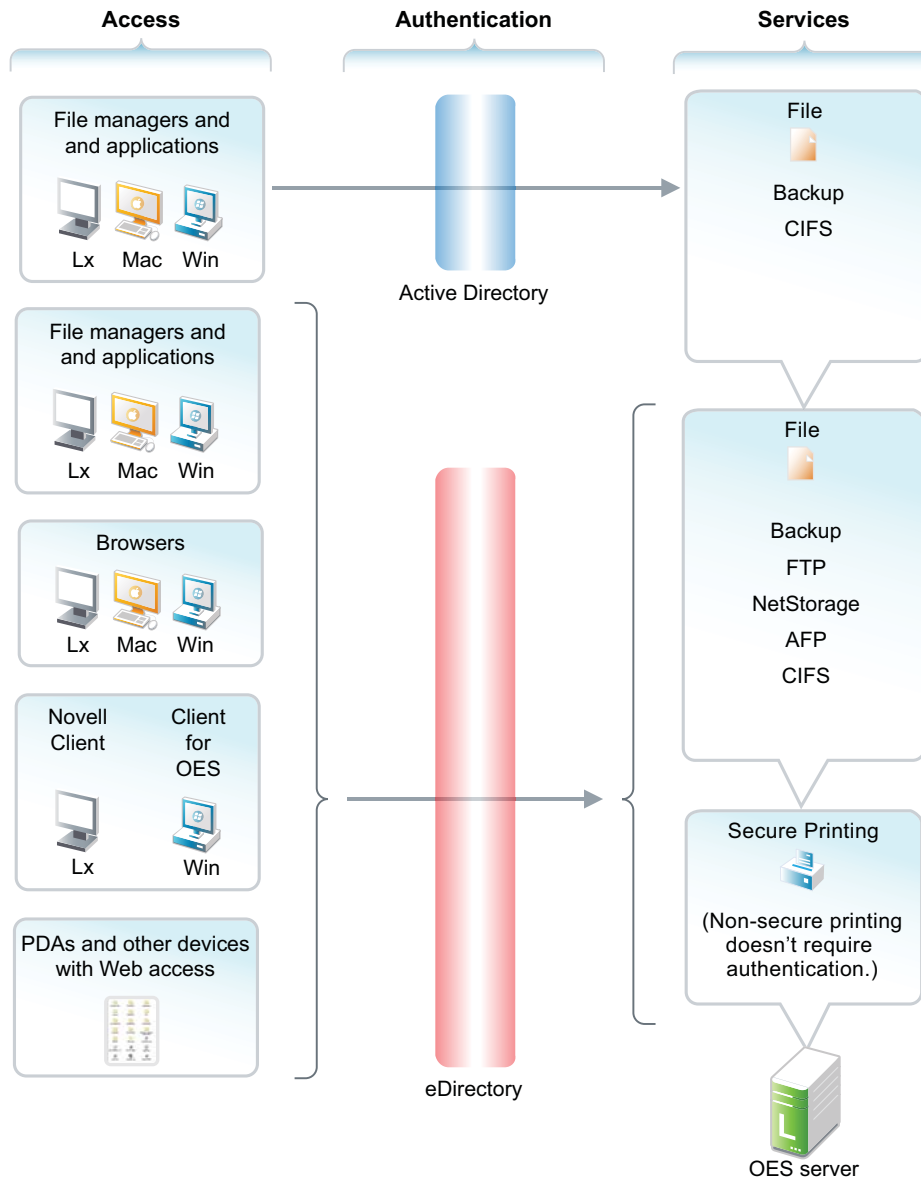 Access
Authentication
Services
File managers and
and applications
Lx Mac Win
Active Directory
File
Backup
CIFS
File managers and
and applications
Lx Mac Win
Browsers
Lx Mac Win
Novell
Client
Client
for
OES
Lx Win
PDAs and other devices
with Web access
eDirectory
File
Backup
FTP
NetStorage
AFP
CIFS
Secure Printing
(Non-secure printing
doesn't require
authentication.)
L
OES server